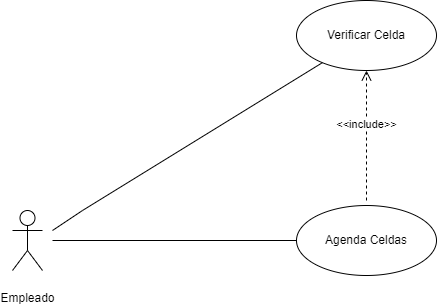 Verificar Celda
<<include>>
Agenda Celdas
Empleado